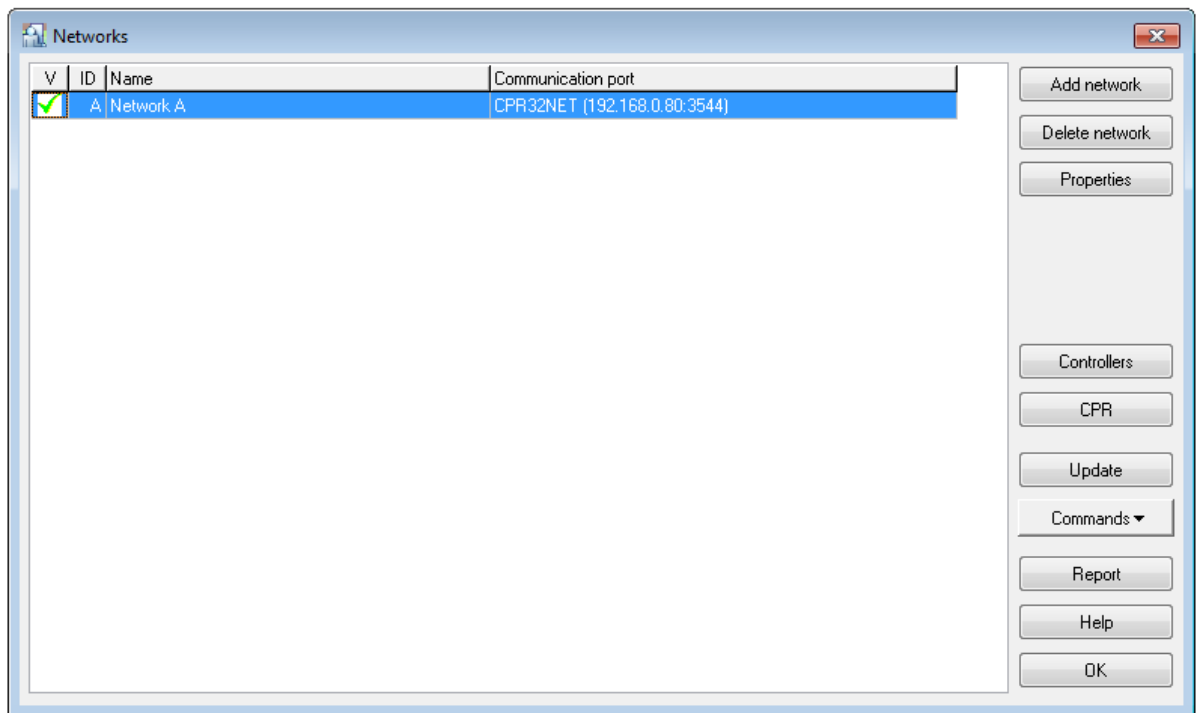 Networks
V ID Name Communication port
A Network A CPR32NET (192.168.0.80:3544)
Add network
Delete network
Properties
Controllers
CPR
Update
Commands
Report
Help
OK